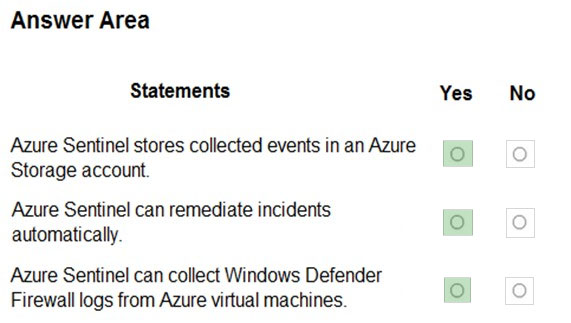 Answer Area
Statements Yes No
Azure Sentinel stores collected events in an Azure
Storage account.
Azure Sentinel can remediate incidents
automatically.
Azure Sentinel can collect Windows Defender
Firewall logs from Azure virtual machines.